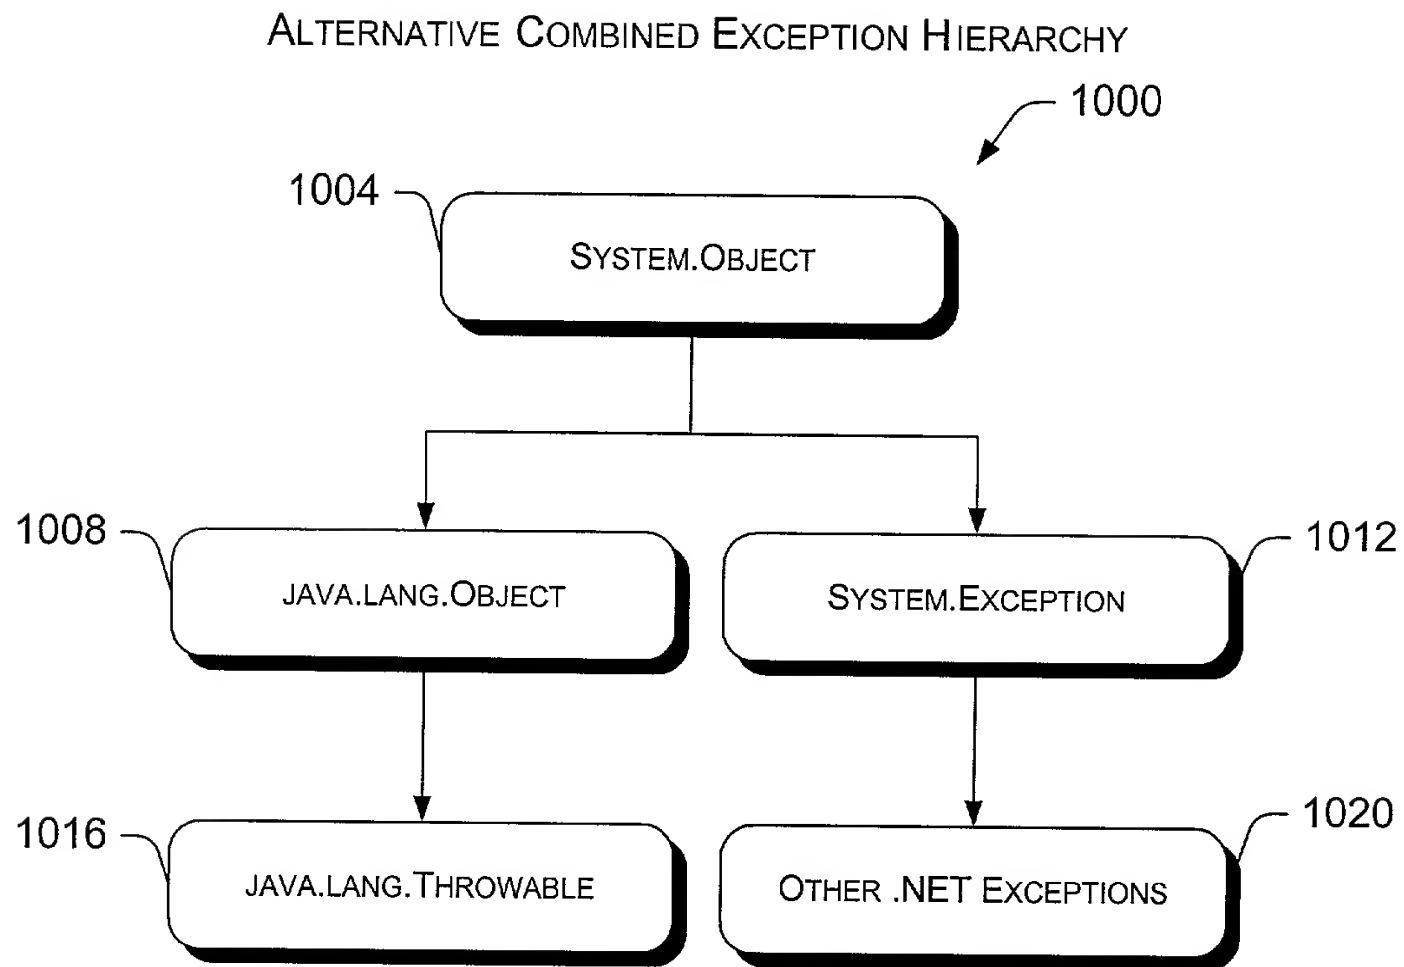 ALTERNATIVE COMBINED EXCEPTION HIERARCHY
1000
1004
SYSTEM.OBJECT
1008
JAVA.LANG.OBJECT
SYSTEM.EXCEPTION
1012
1016
JAVA.LANG.THROWABLE
OTHER .NET EXCEPTIONS
1020